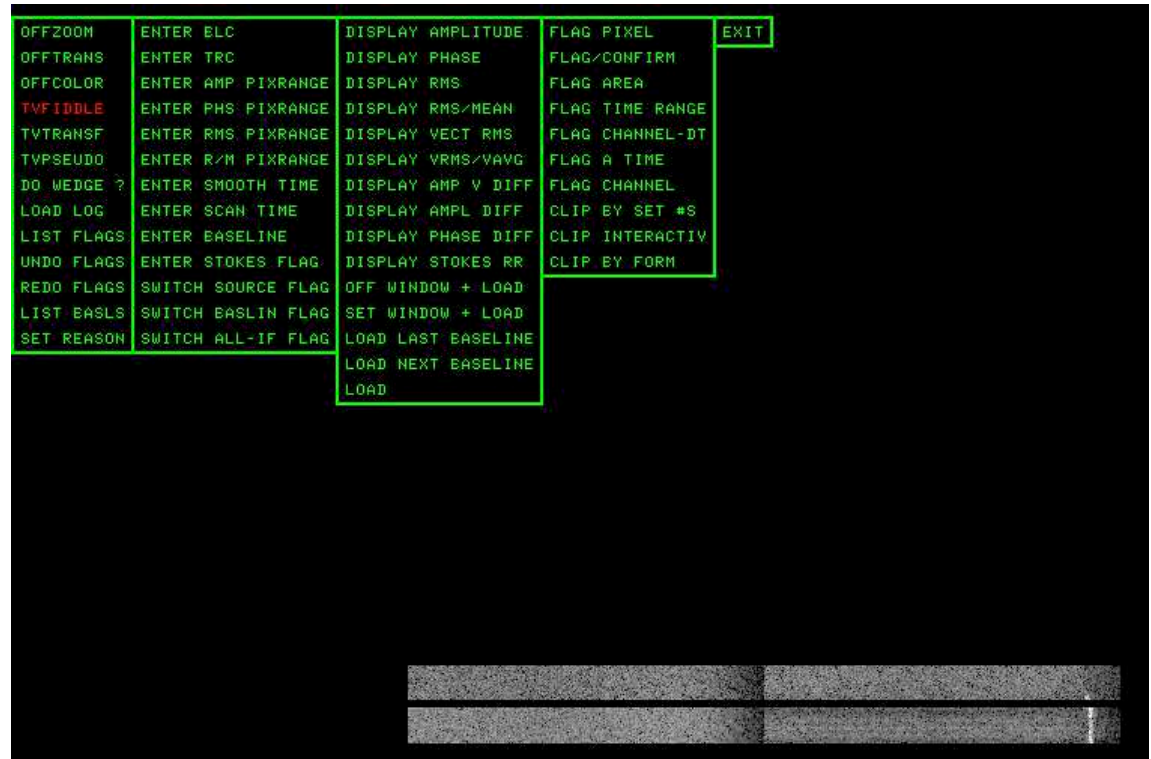 OFFZOOM
OFFTRANS
OFFCOLOR
TVFIDDLE
TVTRANSF
TVPSEUDO
DO WEDGE ?
LOAD LOG
LIST FLAGS
UNDO FLAGS
REDO FLAGS
LIST BASLS
SET REASON
ENTER BLC
ENTER TRC
ENTER AMP PIXRANGE
ENTER PHS PIXRANGE
ENTER RMS PIXRANGE
ENTER R/M PIXRANGE
ENTER SMOOTH TIME
ENTER SCAN TIME
ENTER BASELINE
ENTER STOKES FLAG
SWITCH SOURCE FLAG
SWITCH BASLIN FLAG
SWITCH ALL-IF FLAG
DISPLAY AMPLITUDE
DISPLAY PHASE
DISPLAY RMS
DISPLAY RMS/MEAN
DISPLAY VECT RMS
DISPLAY VRMS/VAVG
DISPLAY AMP V DIFF
DISPLAY AMPL DIFF
DISPLAY PHASE DIFF
DISPLAY STOKES RR
OFF WINDOW + LOAD
SET WINDOW + LOAD
LOAD LAST BASELINE
LOAD NEXT BASELINE
LOAD
FLAG PIXEL
FLAG/CONFIRM
FLAG AREA
FLAG TIME RANGE
FLAG CHANNEL-DT
FLAG A TIME
FLAG CHANNEL
CLIP BY SET #S
CLIP INTERACTIV
CLIP BY FORM
EXIT